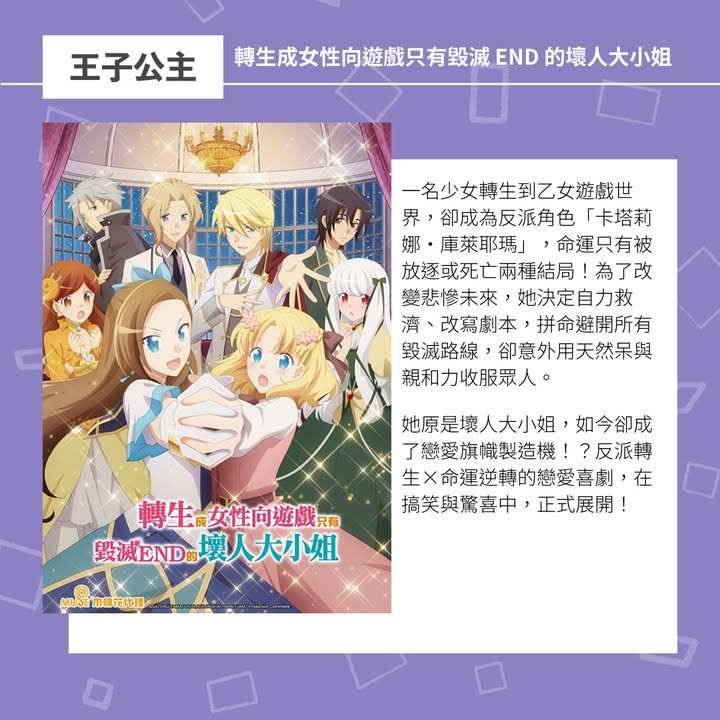 王子公主
轉生成女性向遊戲只有毀滅 END 的壞人大小姐
一名少女轉生到乙女遊戲世
界，卻成為反派角色「卡塔莉
娜・庫萊耶瑪」，命運只有被
放逐或死亡兩種結局！為了改
變悲慘未來，她決定自力救
濟、改寫劇本，拼命避開所有
毀滅路線，卻意外用天然呆與
親和力收服眾人。
她原是壞人大小姐，如今卻成
了戀愛旗幟製造機！？反派轉
生×命運逆轉的戀愛喜劇，在
搞笑與驚喜中，正式展開！
轉生成女性向遊戲只有
毀滅END的壞人大小姐
MUSE 木棉花代理
Production Committee